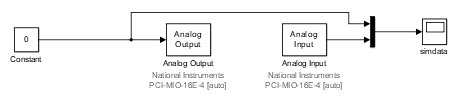 0
Constant
Analog
Output
Analog Output
National Instruments
PCI-MIO-16E-4 [auto]
Analog
Input
Analog Input
National Instruments
PCI-MIO-16E-4 [auto]
simdata